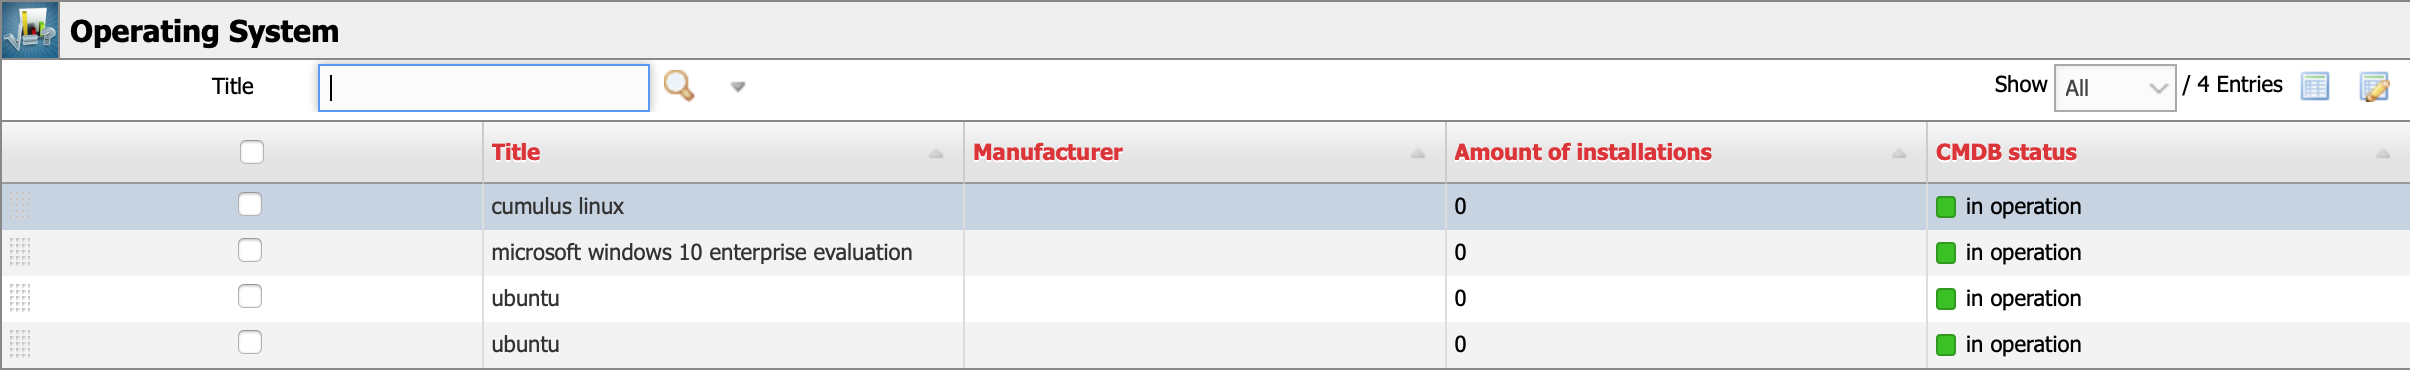 Operating System
Title Show All / 4 Entries
Title Manufacturer Amount of installations CMDB status
cumulus linux 0 in operation
microsoft windows 10 enterprise evaluation 0 in operation
ubuntu 0 in operation
ubuntu 0 in operation